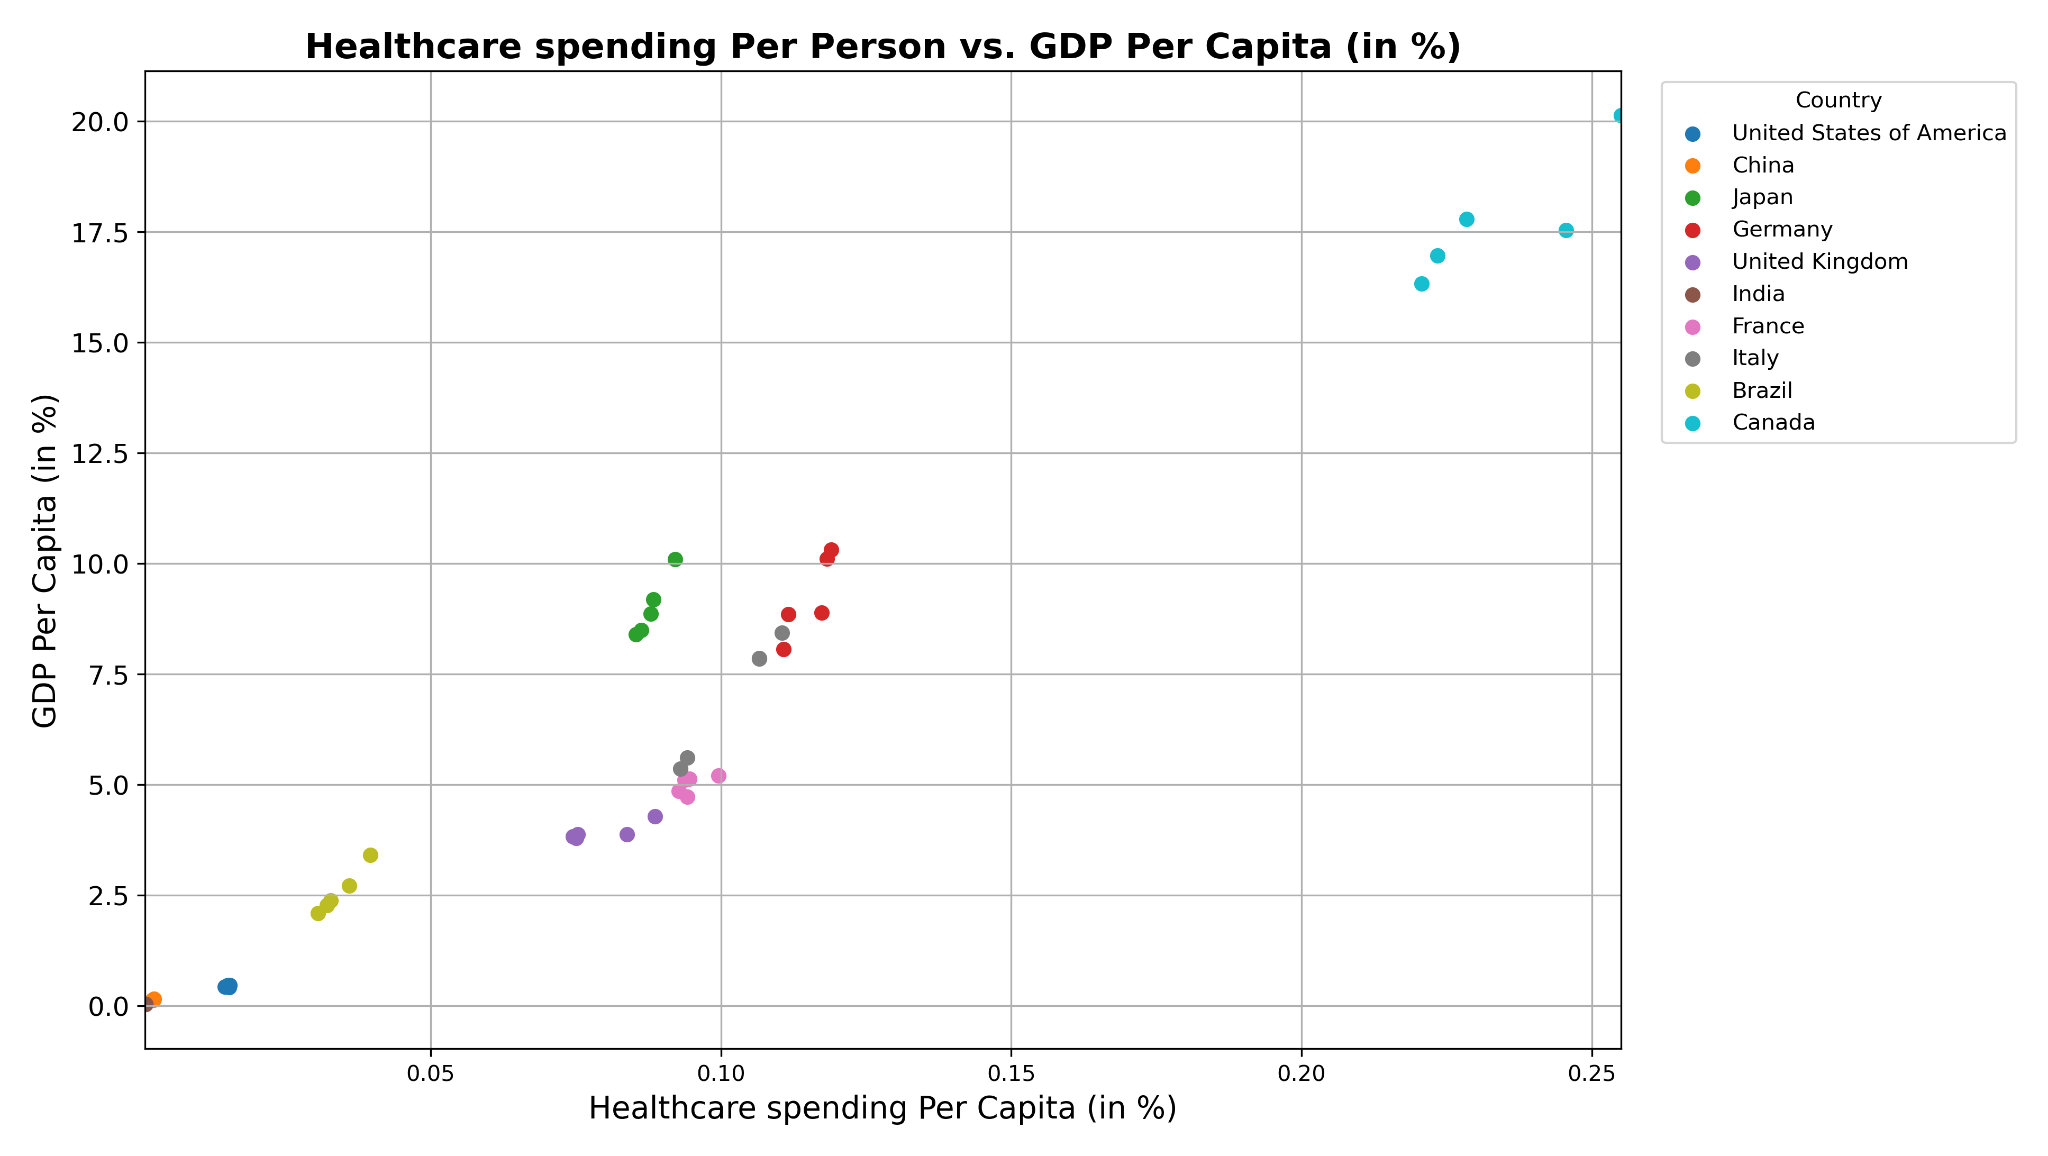 Healthcare spending Per Person vs. GDP Per Capita (in %)
Country
United States of America
China
Japan
Germany
United Kingdom
India
France
Italy
Brazil
Canada
GDP Per Capita (in %)
20.0
17.5
15.0
12.5
10.0
7.5
5.0
2.5
0.0
0.05
0.10
0.15
0.20
0.25
Healthcare spending Per Capita (in %)